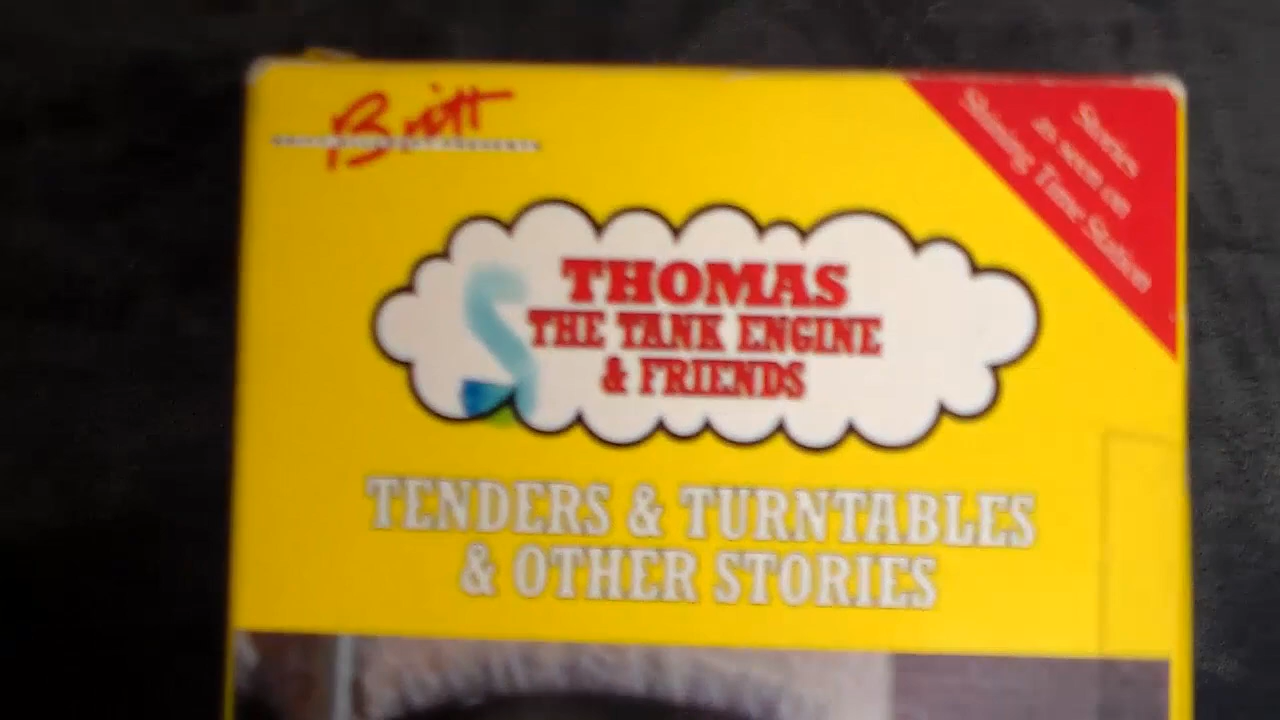 Britt
THOMAS
THE TANK ENGINE
& FRIENDS
TENDERS & TURNTABLES
& OTHER STORIES
Stories
as seen on
Shining Time Station